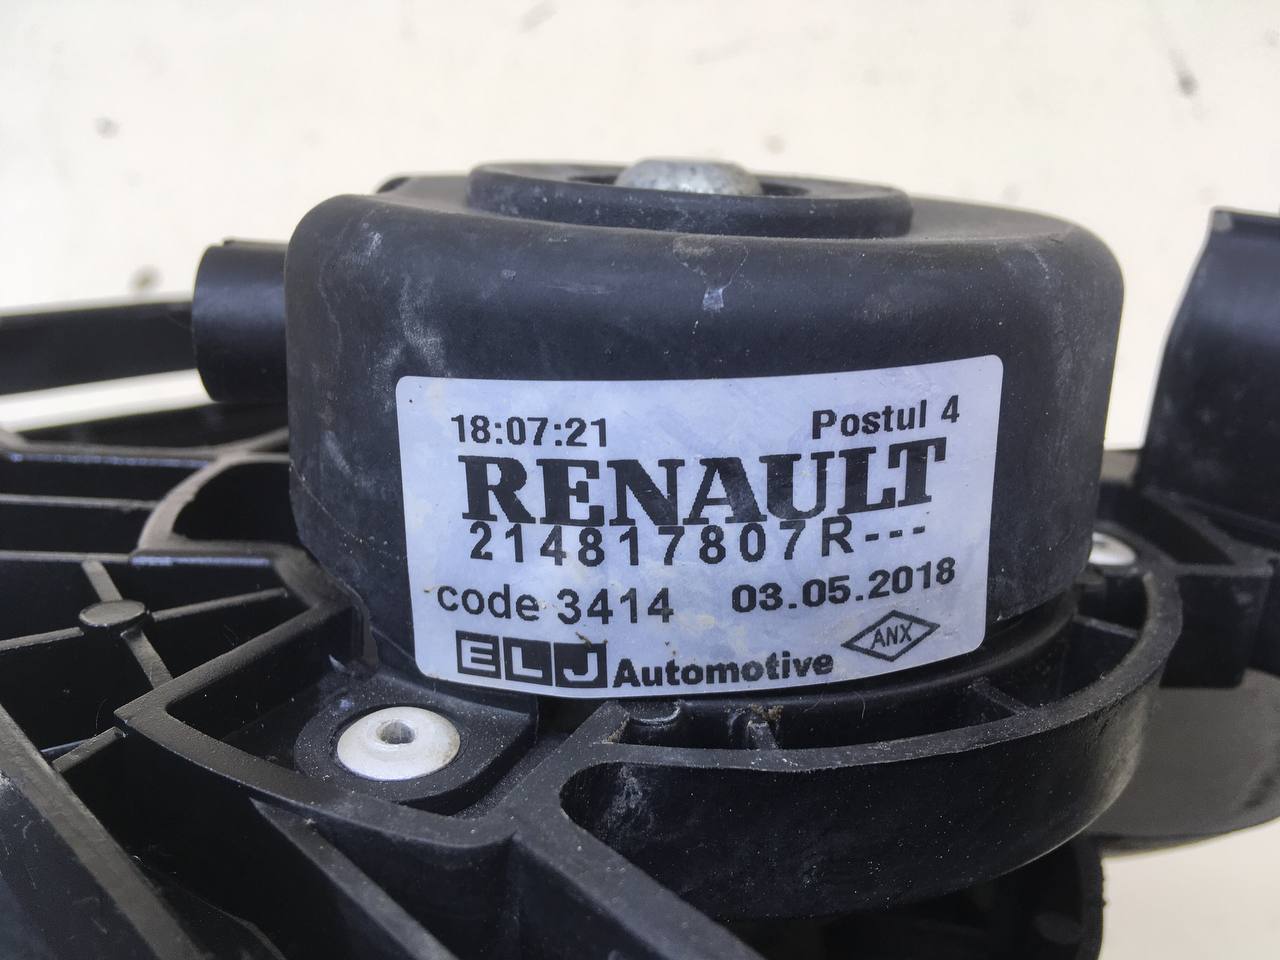 18:07:21 Postul 4
RENAULT
214817807R---
code 3414 03.05.2018
ELJ Automotive ANX